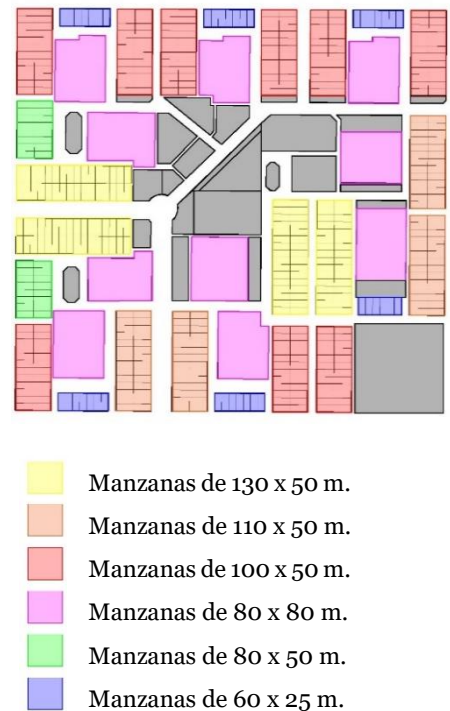 Manzanas de 130 x 50 m.
Manzanas de 110 x 50 m.
Manzanas de 100 x 50 m.
Manzanas de 80 x 80 m.
Manzanas de 80 x 50 m.
Manzanas de 60 x 25 m.